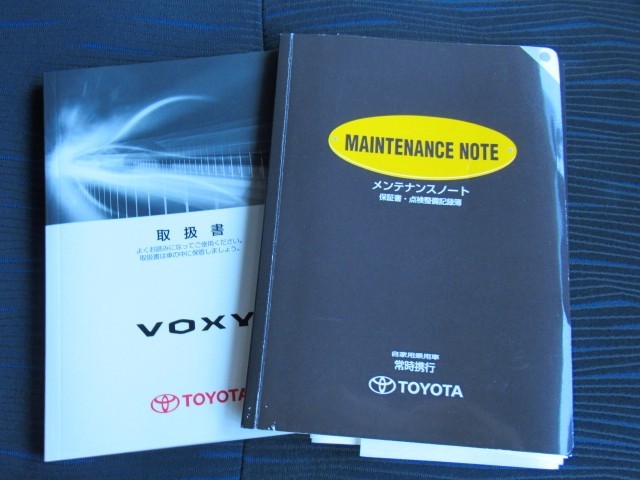 取扱書
よくお読みになってご使用ください。
取扱書は車の中に保管しましょう。
VOXY
TOYOTA
MAINTENANCE NOTE
メンテナンスノート
保証書・点検整備記録簿
自家用乗用車
常時携行
TOYOTA